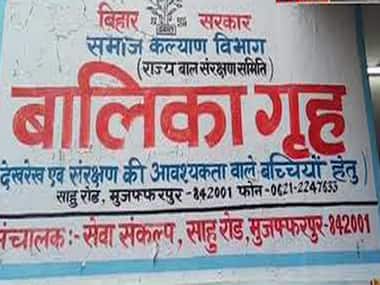 बिहार सरकार
समाज कल्याण विभाग
(राज्य बाल संरक्षण समिति)
बालिका गृह
देखरेख एवं संरक्षण की आवश्यकता वाले बच्चियों हेतु)
साहु रोड, मुजफ्फरपुर-842001 फोन-0621-2247633
संचालक:- सेवा संकल्प, साहु रोड, मुजफ्फरपुर-842001